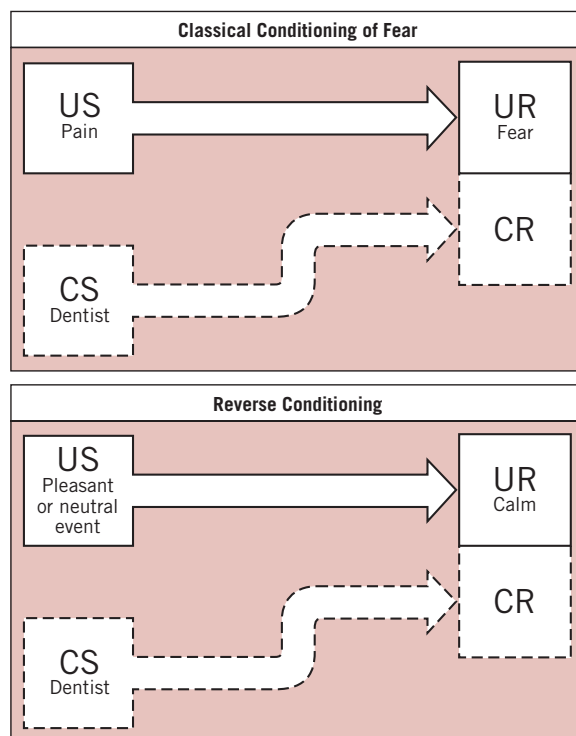 Classical Conditioning of Fear
US
Pain
UR
Fear
CR
CS
Dentist
Reverse Conditioning
US
Pleasant
or neutral
event
UR
Calm
CR
CS
Dentist